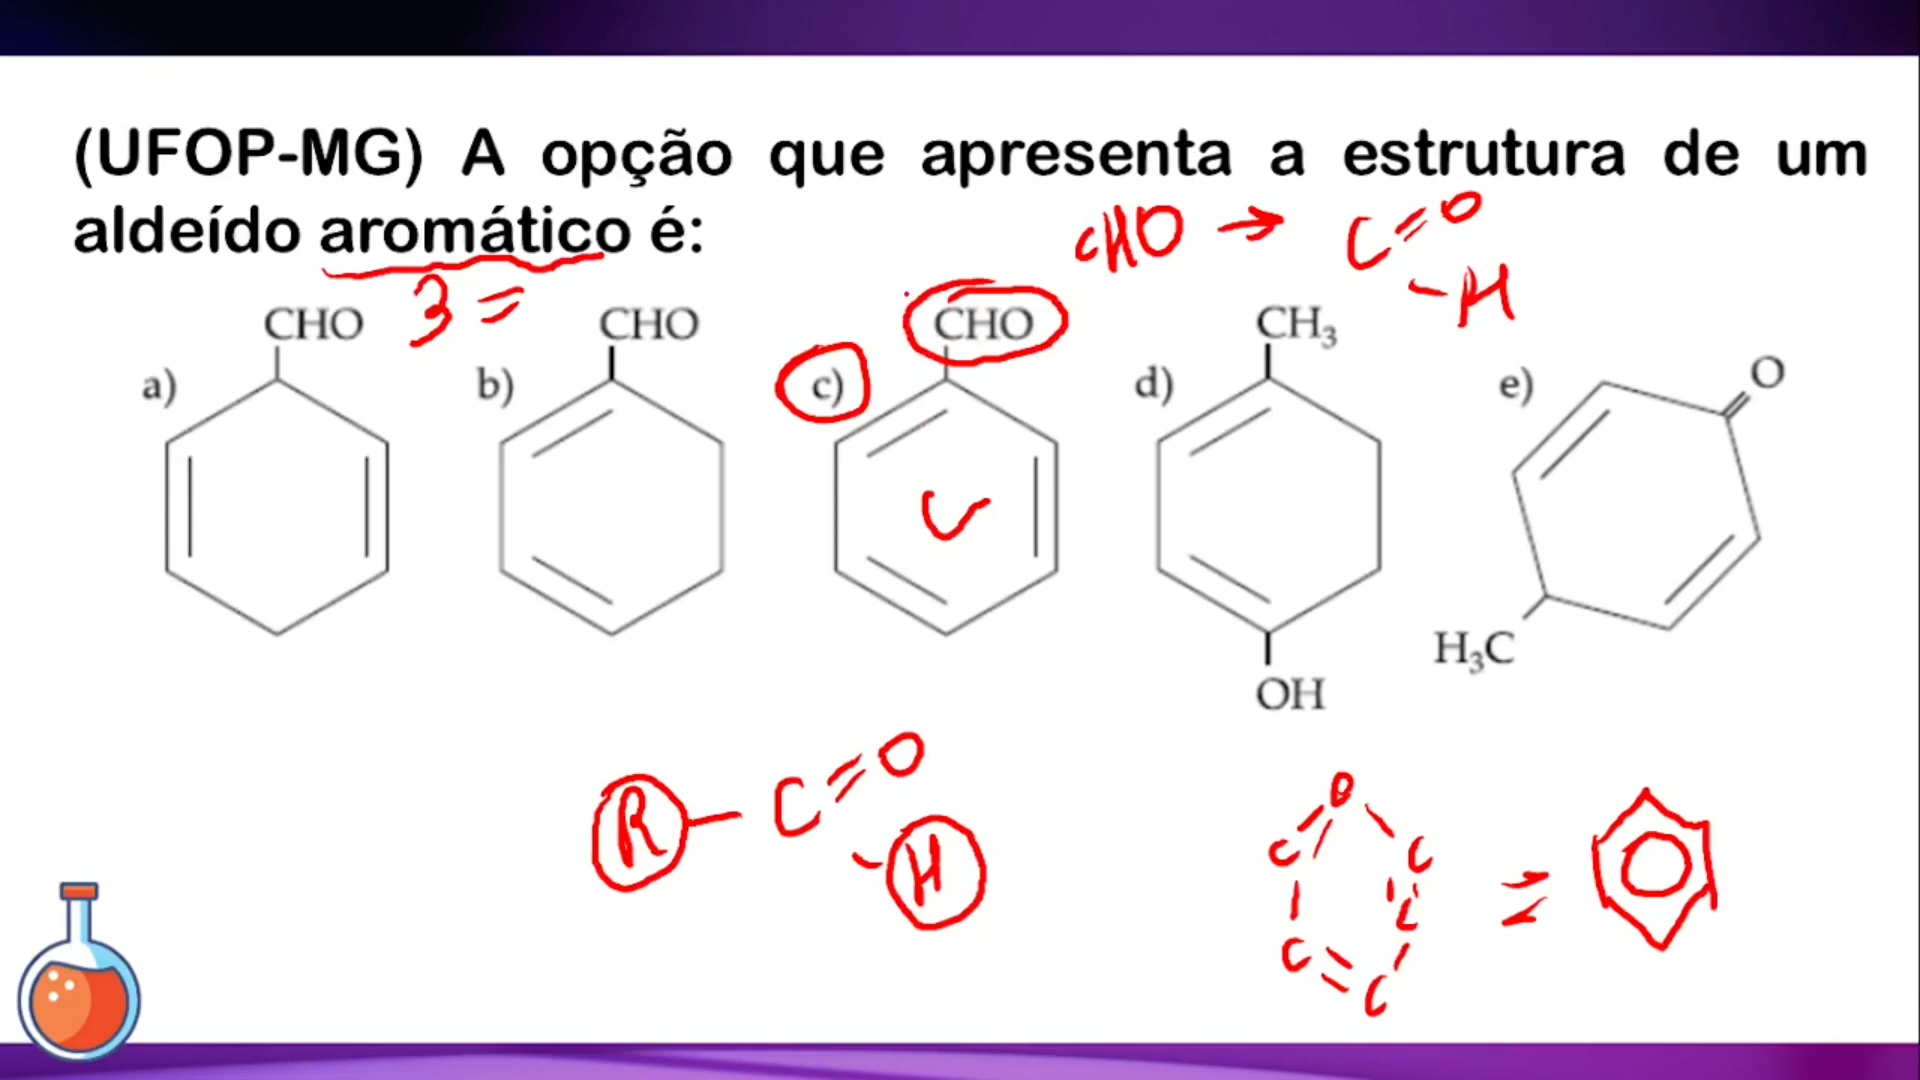 (UFOP-MG) A opção que apresenta a estrutura de um
aldeído aromático é:
CHO → C=O
-H
3 =
a) CHO
b) CHO
c) CHO
d) CH₃
OH
e) O
H₃C
R - C = O
- H
C C
C C
C = C
=